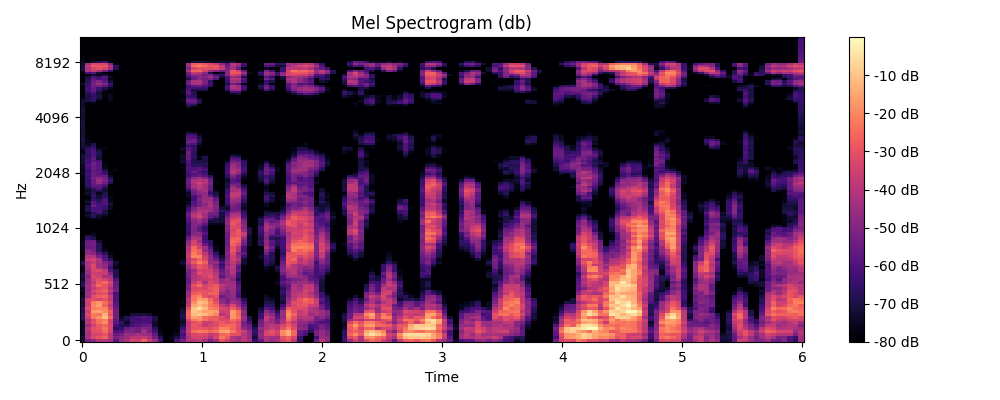 Mel Spectrogram (db)
8192
4096
2048
1024
512
0
Hz
0 1 2 3 4 5 6
Time
-10 dB
-20 dB
-30 dB
-40 dB
-50 dB
-60 dB
-70 dB
-80 dB